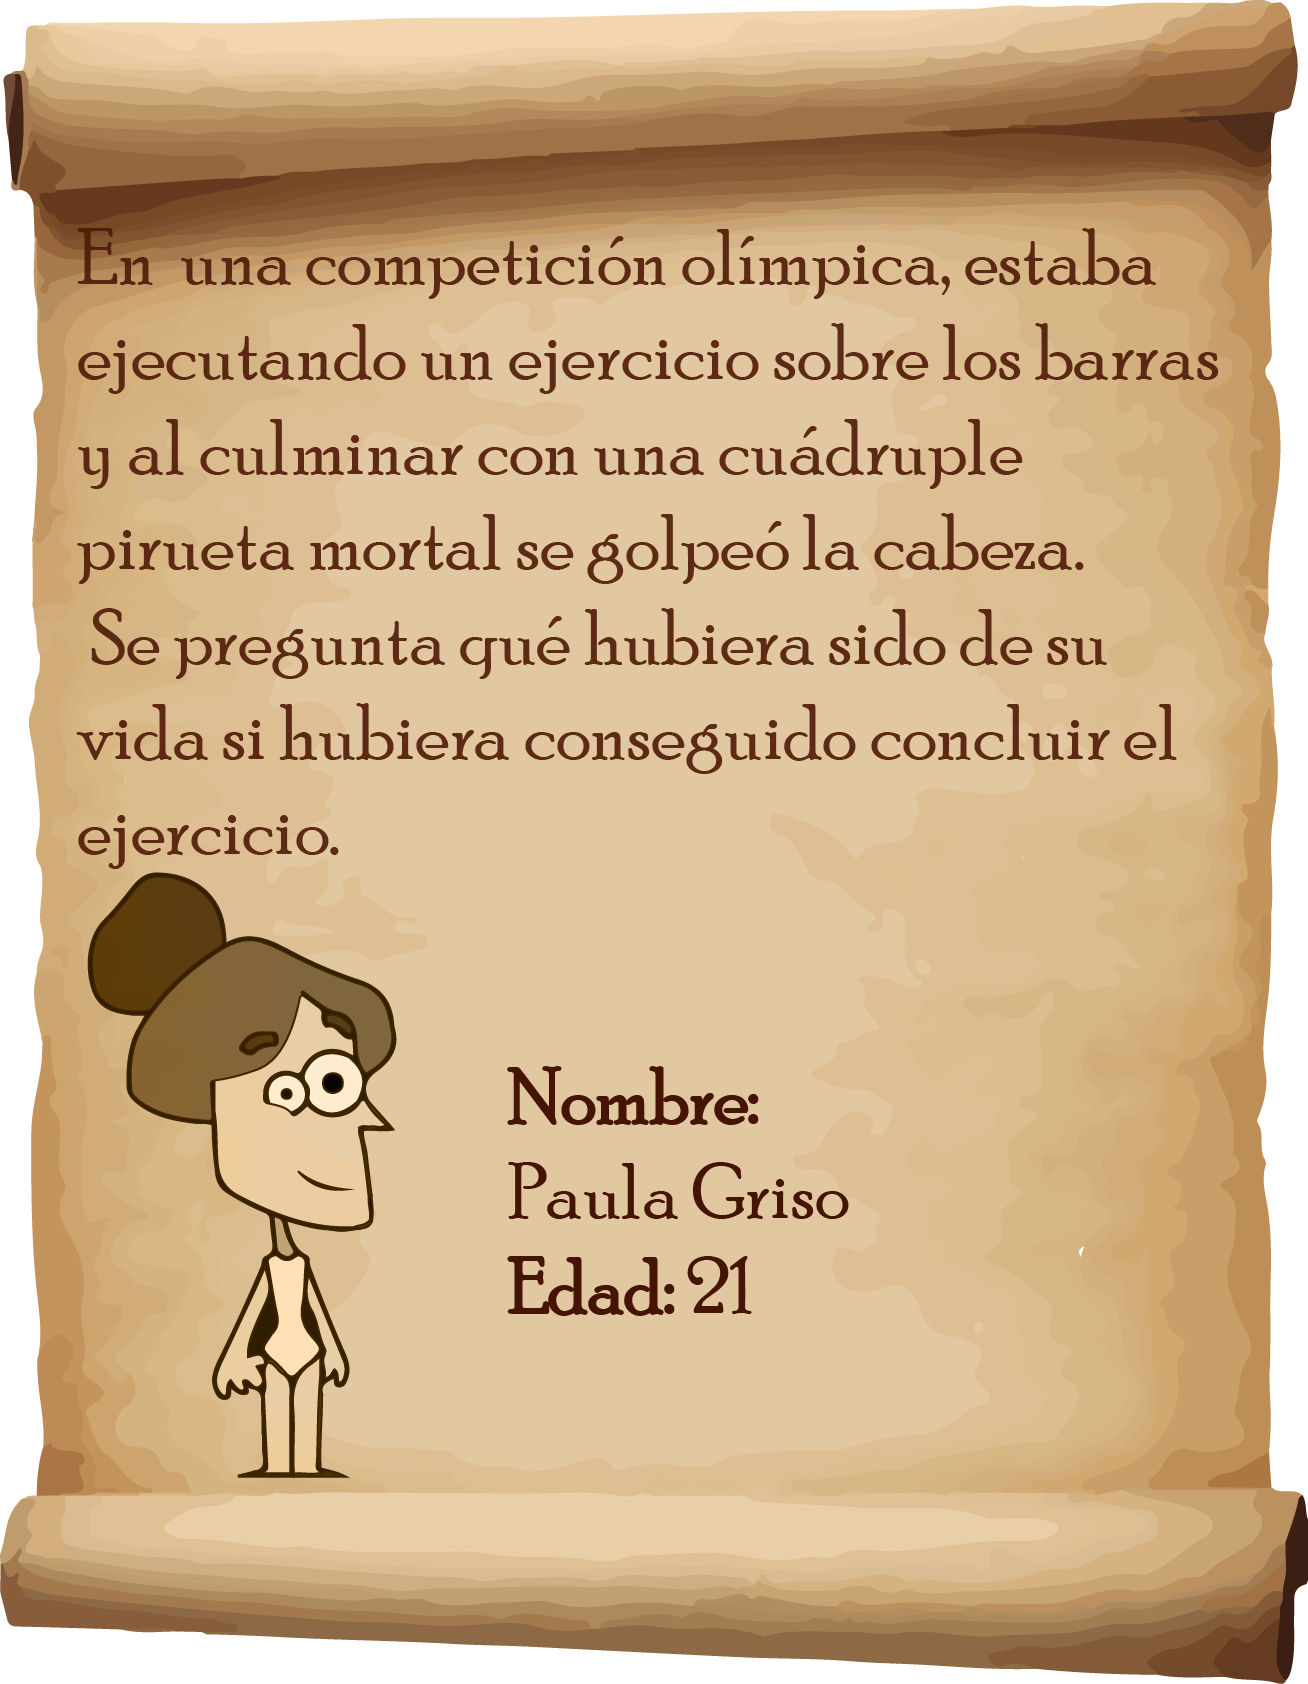 En una competición olímpica, estaba
ejecutando un ejercicio sobre los barras
y al culminar con una cuádruple
pirueta mortal se golpeó la cabeza.
Se pregunta qué hubiera sido de su
vida si hubiera conseguido concluir el
ejercicio.
Nombre:
Paula Griso
Edad: 21